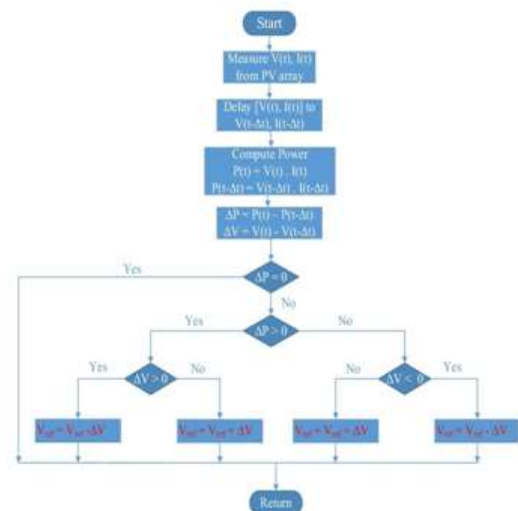 Start
Measure V(t), I(t)
from PV array
Delay [V(t), I(t)] to
V(t-Δt), I(t-Δt)
Compute Power
P(t) = V(t) . I(t)
P(t-Δt) = V(t-Δt) . I(t-Δt)
ΔP = P(t) – P(t-Δt)
ΔV = V(t) - V(t-Δt)
Yes
ΔP = 0
No
Yes
ΔP > 0
No
Yes
ΔV > 0
No
No
ΔV < 0
Yes
Vref = Vref -ΔV
Vref = Vref + ΔV
Vref = Vref + ΔV
Vref = Vref - ΔV
Return